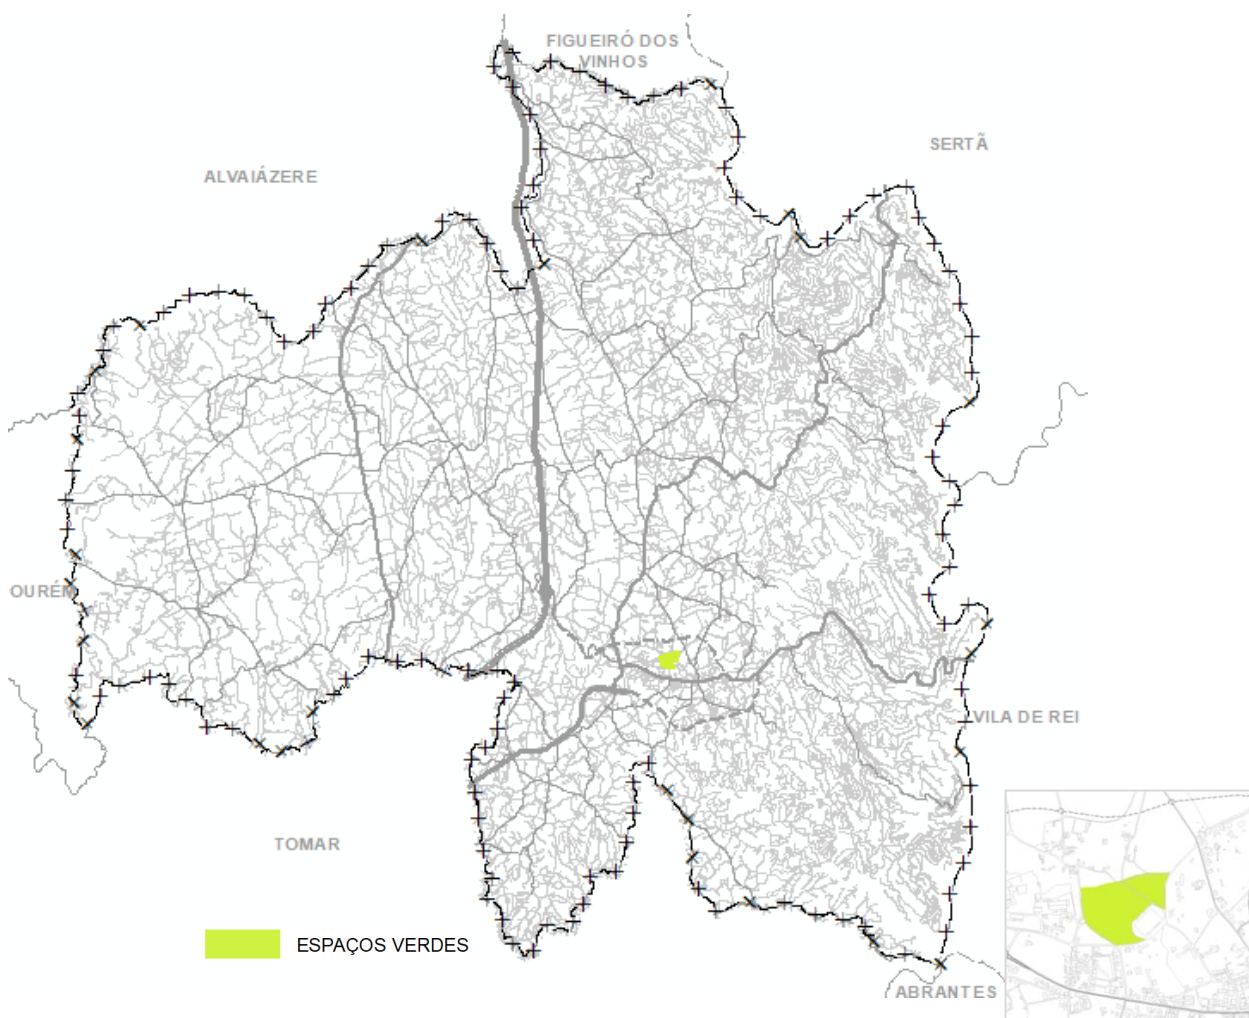 FIGUEIRÓ DOS
VINHOS
SERTÃ
ALVAIÁZERE
OURÉM
VILA DE REI
TOMAR
ESPAÇOS VERDES
ABRANTES